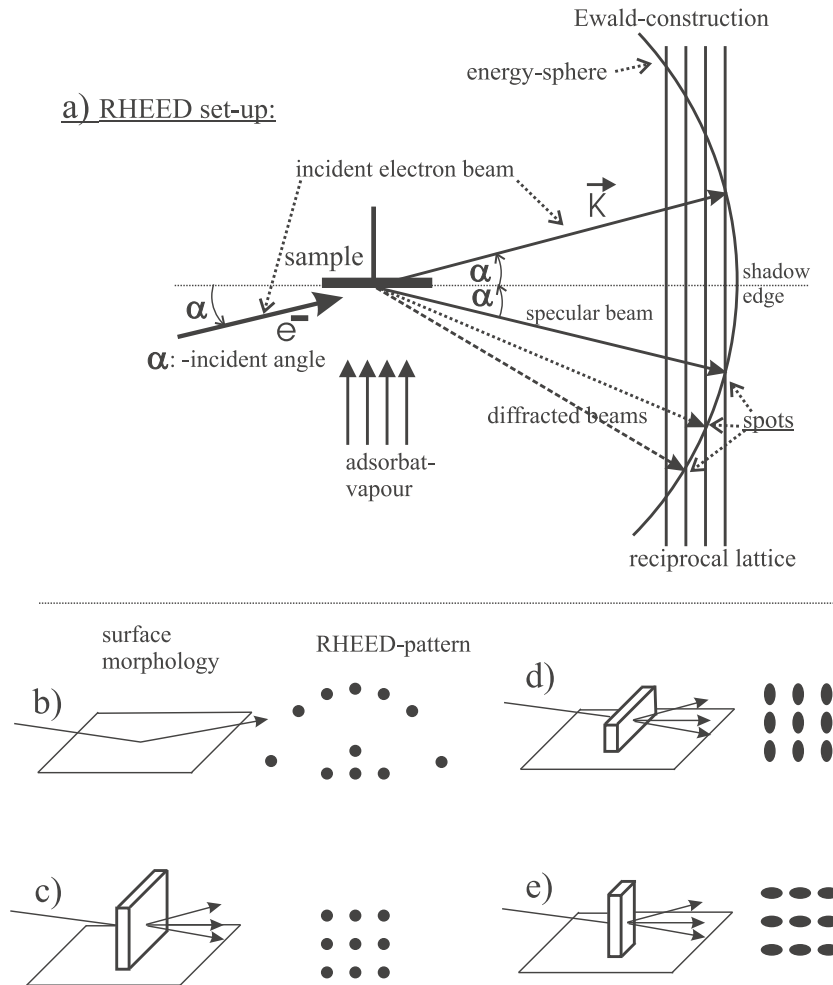 Ewald-construction
energy-sphere
a) RHEED set-up:
incident electron beam
K
sample
α
α
α
shadow
edge
e-
specular beam
α: -incident angle
diffracted beams
spots
adsorbat-
vapour
reciprocal lattice
surface
morphology
RHEED-pattern
b)
d)
c)
e)